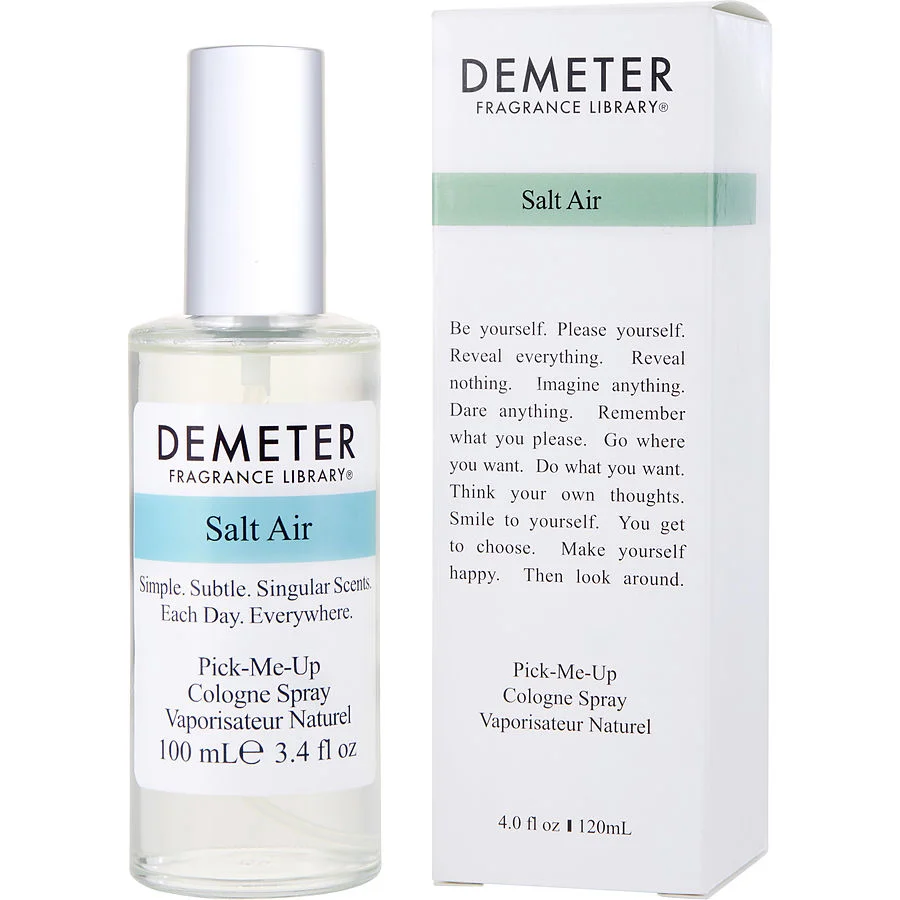 DEMETER
FRAGRANCE LIBRARY®
Salt Air
Simple. Subtle. Singular Scents.
Each Day. Everywhere.
Pick-Me-Up
Cologne Spray
Vaporisateur Naturel
100 mL℮ 3.4 fl oz
DEMETER
FRAGRANCE LIBRARY®
Salt Air
Be yourself. Please yourself.
Reveal everything. Reveal
nothing. Imagine anything.
Dare anything. Remember
what you please. Go where
you want. Do what you want.
Think your own thoughts.
Smile to yourself. You get
to choose. Make yourself
happy. Then look around.
Pick-Me-Up
Cologne Spray
Vaporisateur Naturel
4.0 fl oz ▮ 120mL